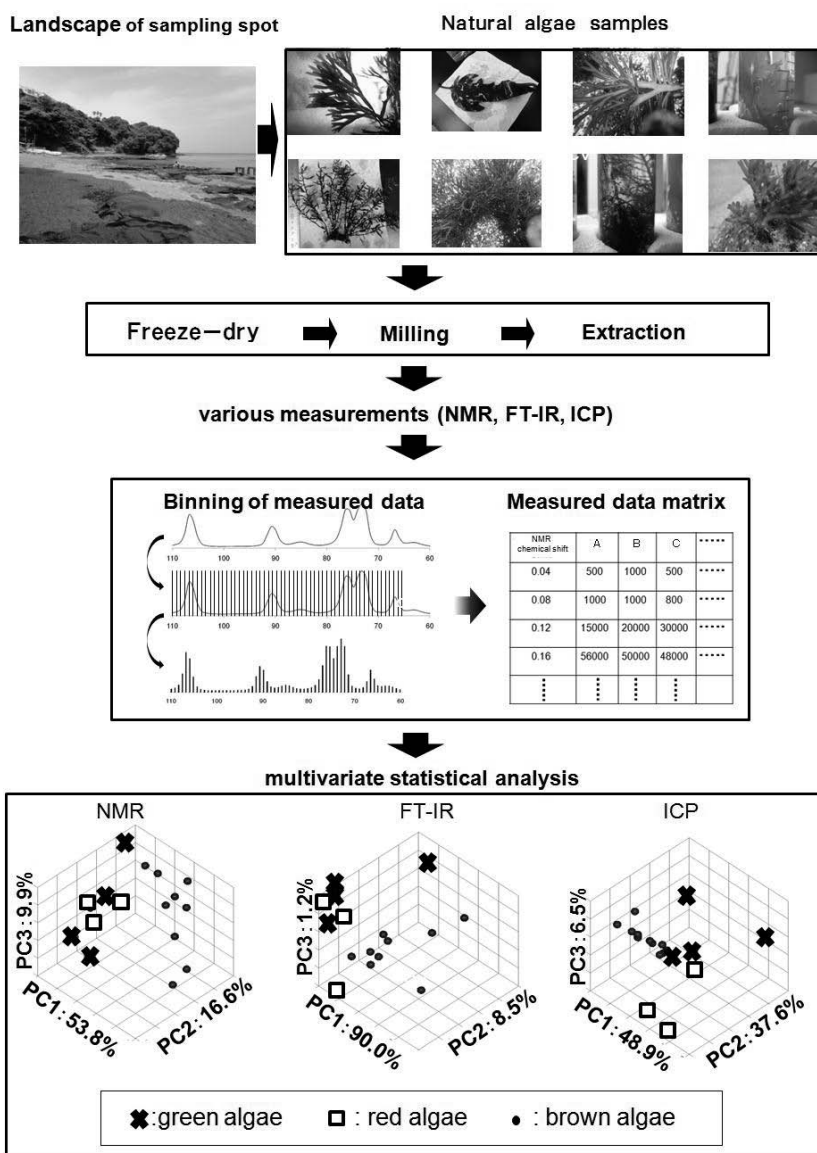 Landscape of sampling spot
Natural algae samples
Freeze–dry
Milling
Extraction
various measurements (NMR, FT-IR, ICP)
Binning of measured data
Measured data matrix
110 100 90 80 70 60
110 100 90 80 70 60
110 100 90 80 70 60
NMR chemical shift A B C ·····
0.04 500 1000 500 ·····
0.08 1000 1000 800 ·····
0.12 15000 20000 30000 ·····
0.16 56000 50000 48000 ·····
multivariate statistical analysis
NMR
PC3 : 9.9%
PC1 : 53.8%
PC2 : 16.6%
FT-IR
PC3 : 1.2%
PC1 : 90.0%
PC2 : 8.5%
ICP
PC3 : 6.5%
PC1 : 48.9%
PC2 : 37.6%
:green algae
: red algae
: brown algae